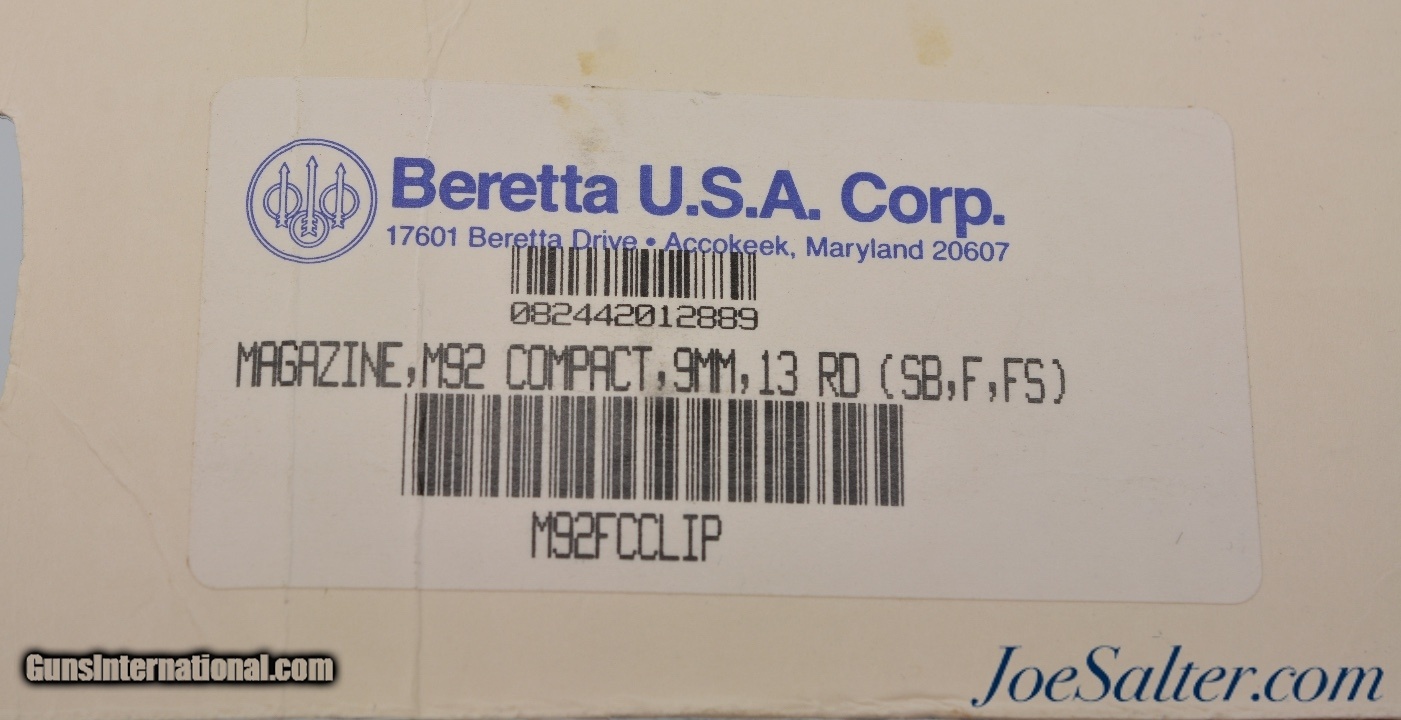 Beretta U.S.A. Corp.
17601 Beretta Drive • Accokeek, Maryland 20607
082442012889
MAGAZINE,M92 COMPACT,9MM,13 RD (SB,F,FS)
M92FCCLIP
GunsInternational.com
JoeSalter.com